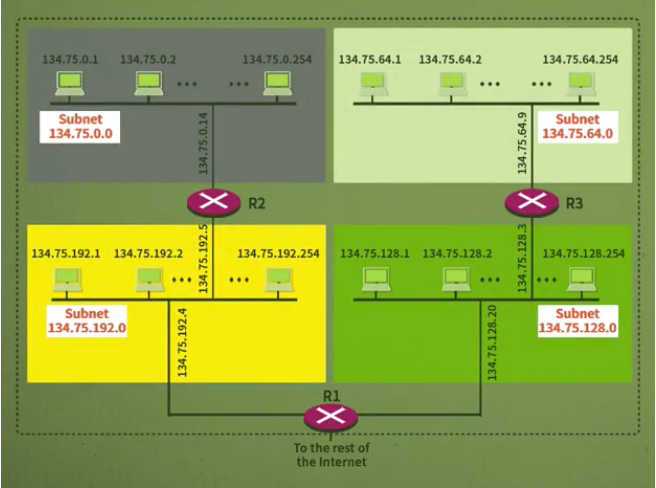 134.75.0.1 134.75.0.2 134.75.0.254
... ...
Subnet
134.75.0.0
134.75.0.14
134.75.64.1 134.75.64.2 134.75.64.254
... ...
Subnet
134.75.64.0
134.75.64.9
R2
R3
134.75.192.5
134.75.192.1 134.75.192.2 134.75.192.254
... ...
Subnet
134.75.192.0
134.75.192.4
134.75.128.3
134.75.128.1 134.75.128.2 134.75.128.254
... ...
Subnet
134.75.128.0
134.75.128.20
R1
To the rest of
the Internet